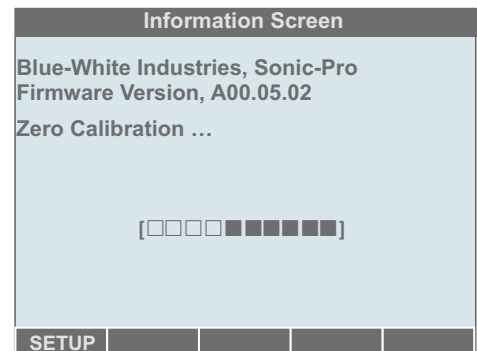 Information Screen
Blue-White Industries, Sonic-Pro
Firmware Version, A00.05.02
Zero Calibration …
[□□□□■■■■■■]
SETUP